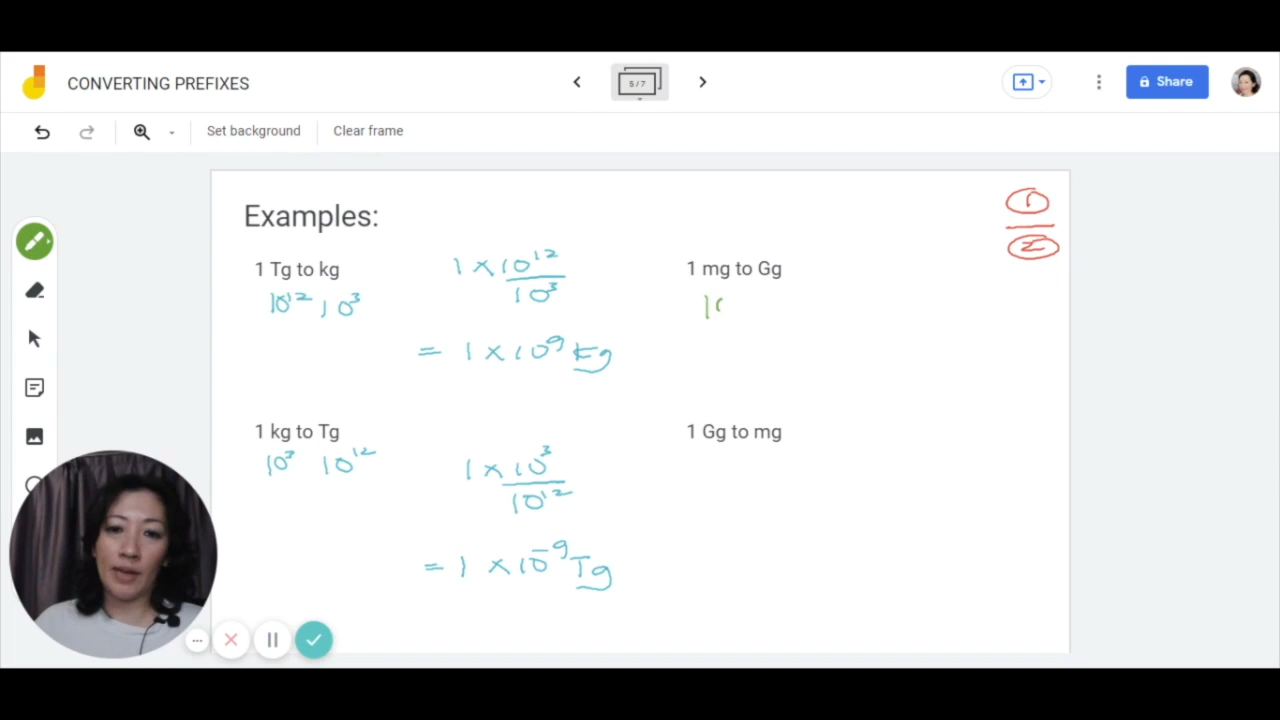 CONVERTING PREFIXES
5 / 7
Share
Set background
Clear frame
Examples:
1
2
1 Tg to kg
10¹² 10³
1 × 10¹²
10³
= 1 × 10⁹ kg
1 mg to Gg
1 kg to Tg
10³ 10¹²
1 × 10³
10¹²
= 1 × 10⁻⁹ Tg
1 Gg to mg